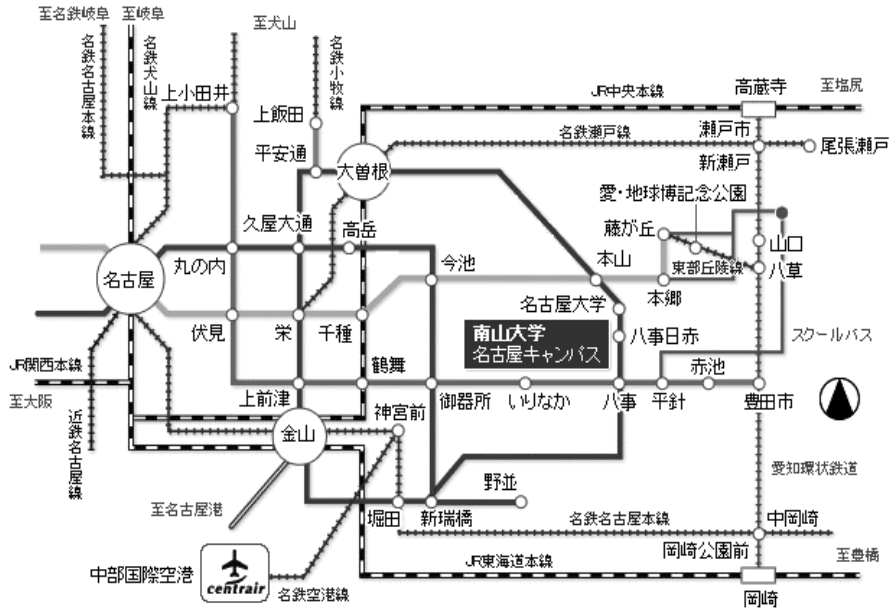 至名鉄岐阜
至岐阜
至犬山
名鉄名古屋本線
名鉄犬山線
名鉄小牧線
上小田井
上飯田
平安通
大曽根
JR中央本線
高蔵寺
至塩尻
名鉄瀬戸線
瀬戸市
新瀬戸
尾張瀬戸
愛・地球博記念公園
藤が丘
東部丘陵線
山口
八草
久屋大通
高岳
名古屋
丸の内
今池
本山
本郷
名古屋大学
伏見
栄
千種
南山大学
名古屋キャンパス
八事日赤
スクールバス
JR関西本線
鶴舞
赤池
至大阪
上前津
神宮前
御器所
いりなか
八事
平針
豊田市
近鉄名古屋線
金山
愛知環状鉄道
野並
至名古屋港
堀田
新瑞橋
名鉄名古屋本線
中岡崎
岡崎公園前
中部国際空港
centrair
名鉄空港線
JR東海道本線
至豊橋
岡崎